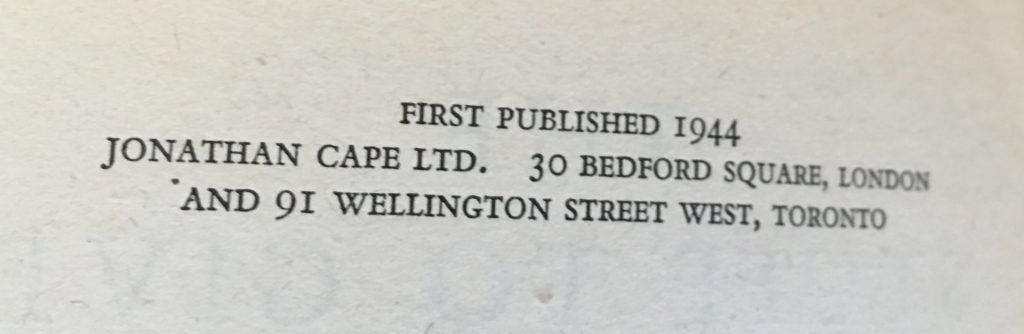 FIRST PUBLISHED 1944
JONATHAN CAPE LTD. 30 BEDFORD SQUARE, LONDON
AND 91 WELLINGTON STREET WEST, TORONTO